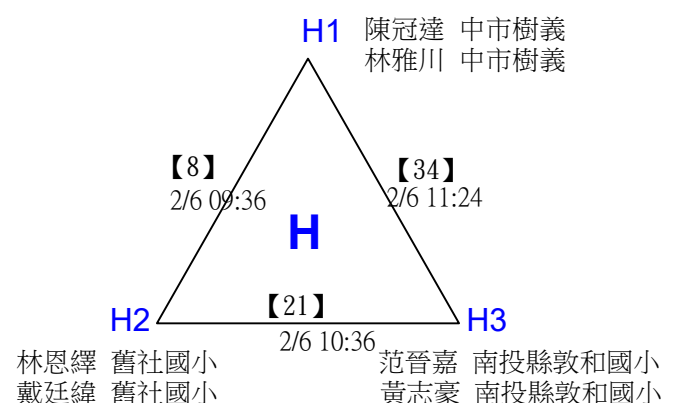 H1 陳冠達 中市樹義
林雅川 中市樹義
【8】 【34】
2/6 09:36 2/6 11:24
H
【21】
H2 H3
2/6 10:36
林恩繹 舊社國小 范晉嘉 南投縣敦和國小
戴廷緯 舊社國小 黃志豪 南投縣敦和國小